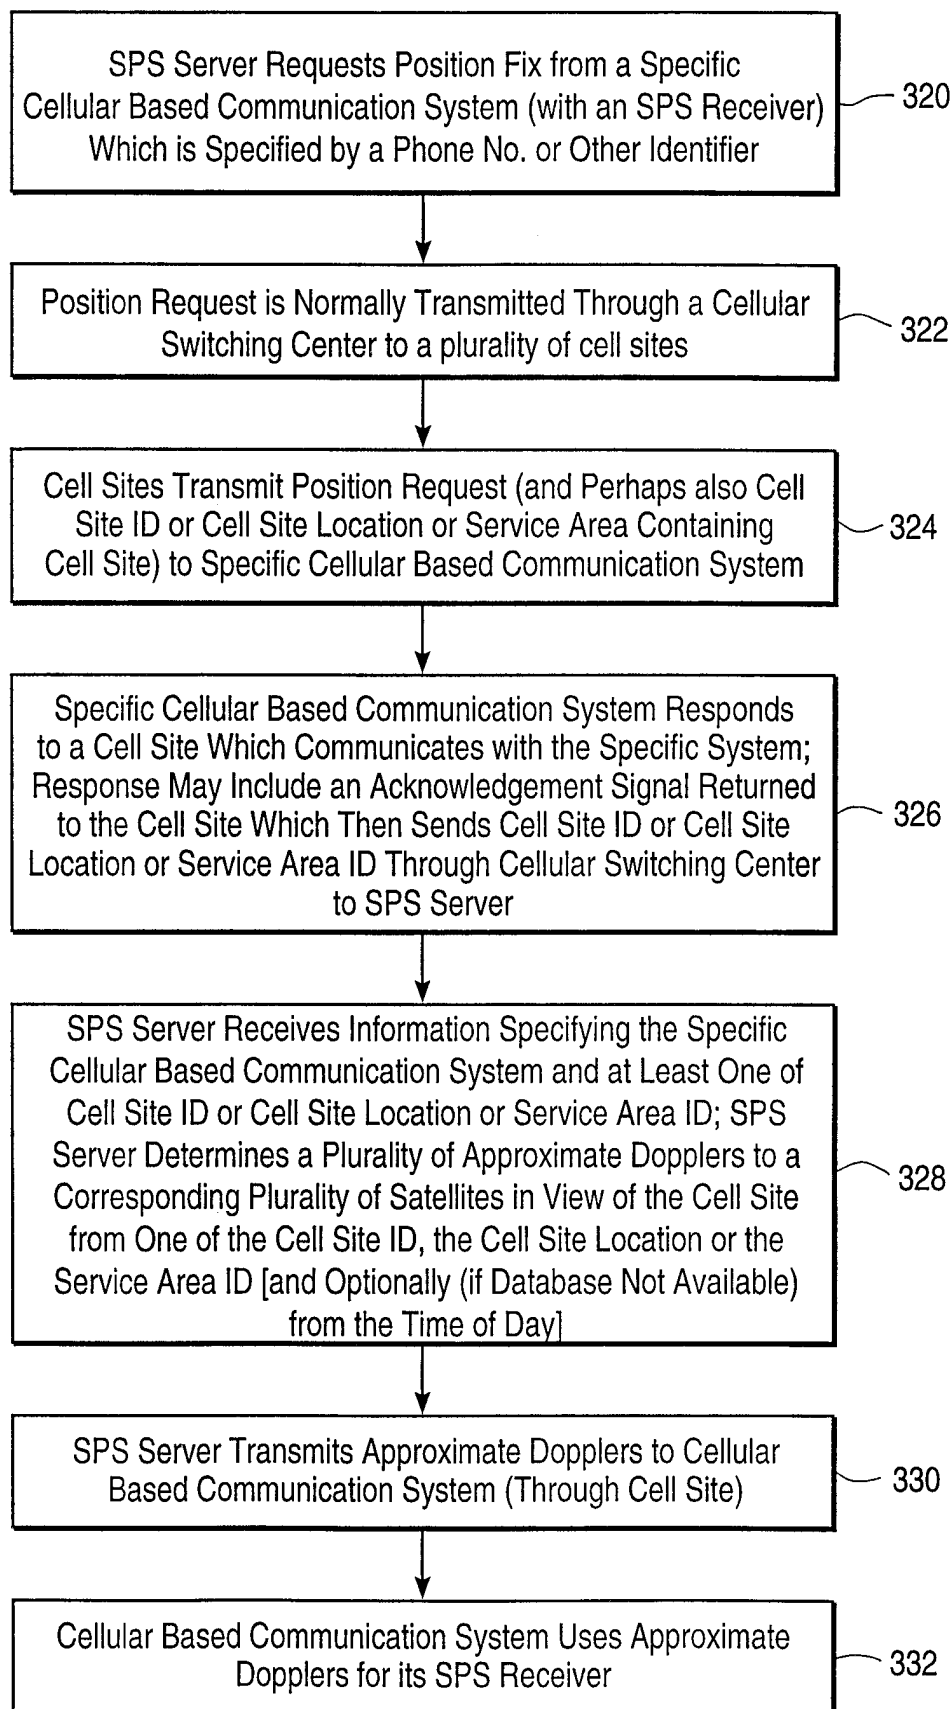 SPS Server Requests Position Fix from a Specific
Cellular Based Communication System (with an SPS Receiver)
Which is Specified by a Phone No. or Other Identifier
320
Position Request is Normally Transmitted Through a Cellular
Switching Center to a plurality of cell sites
322
Cell Sites Transmit Position Request (and Perhaps also Cell
Site ID or Cell Site Location or Service Area Containing
Cell Site) to Specific Cellular Based Communication System
324
Specific Cellular Based Communication System Responds
to a Cell Site Which Communicates with the Specific System;
Response May Include an Acknowledgement Signal Returned
to the Cell Site Which Then Sends Cell Site ID or Cell Site
Location or Service Area ID Through Cellular Switching Center
to SPS Server
326
SPS Server Receives Information Specifying the Specific
Cellular Based Communication System and at Least One of
Cell Site ID or Cell Site Location or Service Area ID; SPS
Server Determines a Plurality of Approximate Dopplers to a
Corresponding Plurality of Satellites in View of the Cell Site
from One of the Cell Site ID, the Cell Site Location or the
Service Area ID [and Optionally (if Database Not Available)
from the Time of Day]
328
SPS Server Transmits Approximate Dopplers to Cellular
Based Communication System (Through Cell Site)
330
Cellular Based Communication System Uses Approximate
Dopplers for its SPS Receiver
332